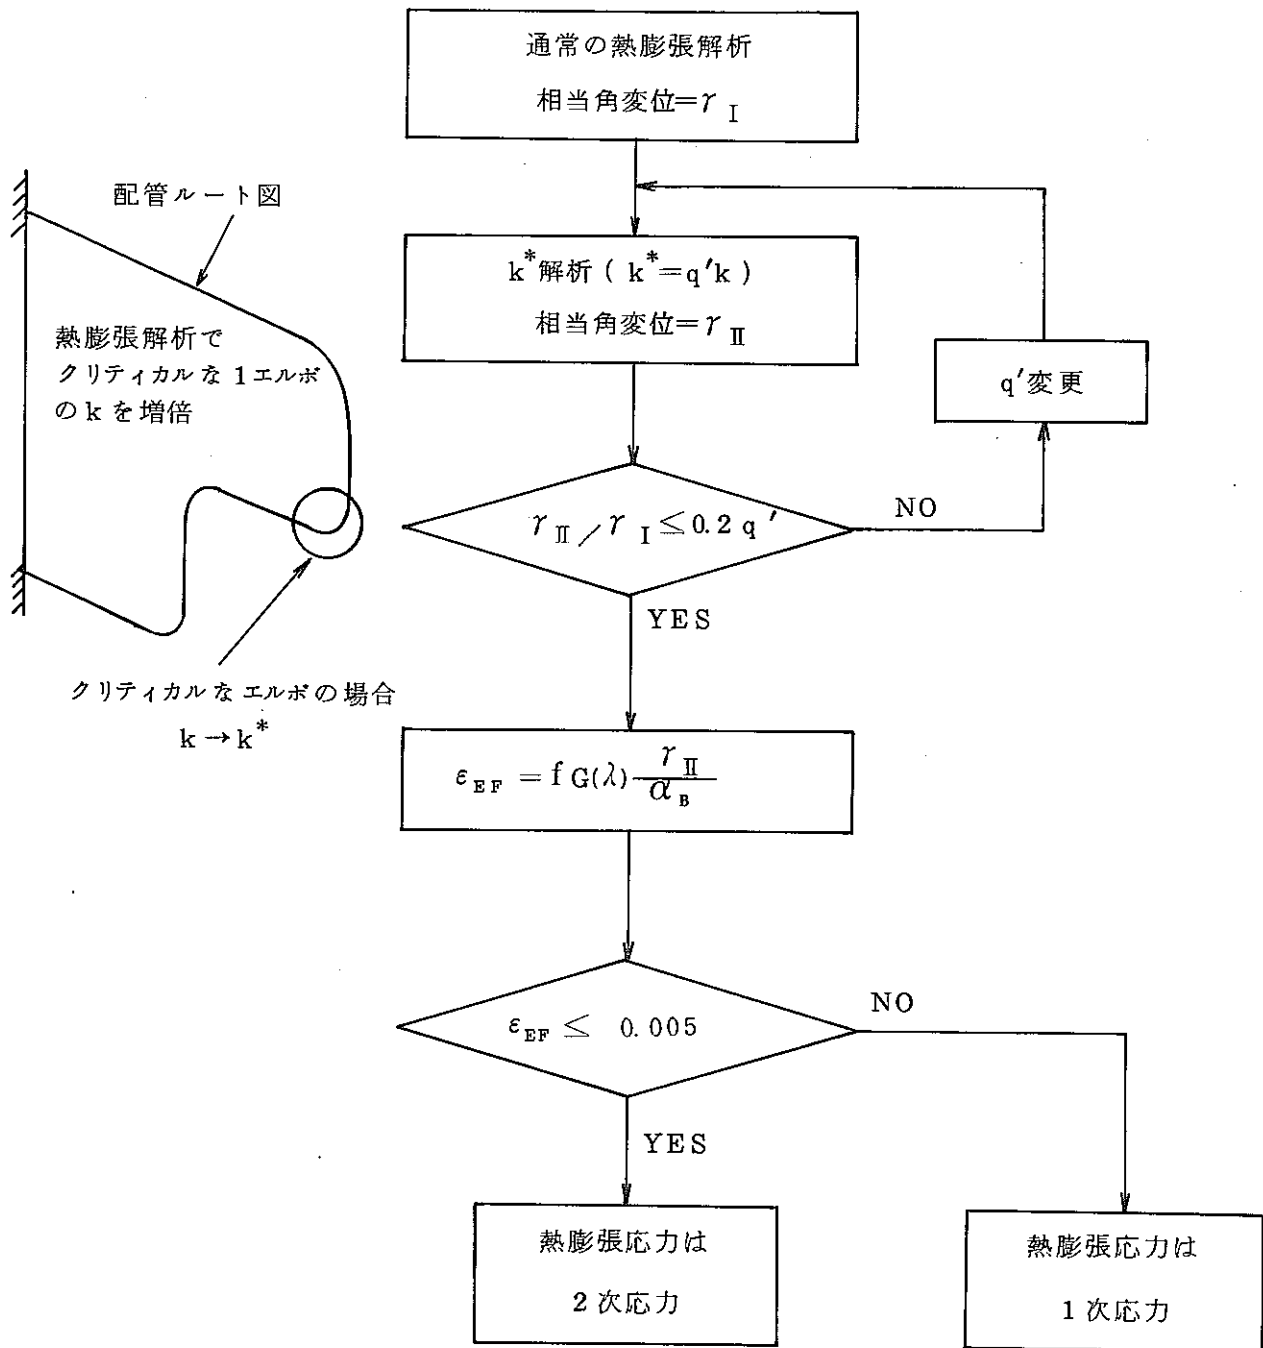 通常の熱膨張解析
相当角変位=γ I
配管ルート図
k*解析 ( k*=q′k )
相当角変位=γ II
熱膨張解析で
クリティカルな 1エルボ
の k を増倍
q′変更
γ II / γ I ≦ 0.2 q′
NO
YES
クリティカルなエルボの場合
k → k*
ε EF = f G(λ) γ II / α B
ε EF ≦ 0.005
NO
YES
熱膨張応力は
2 次応力
熱膨張応力は
1 次応力